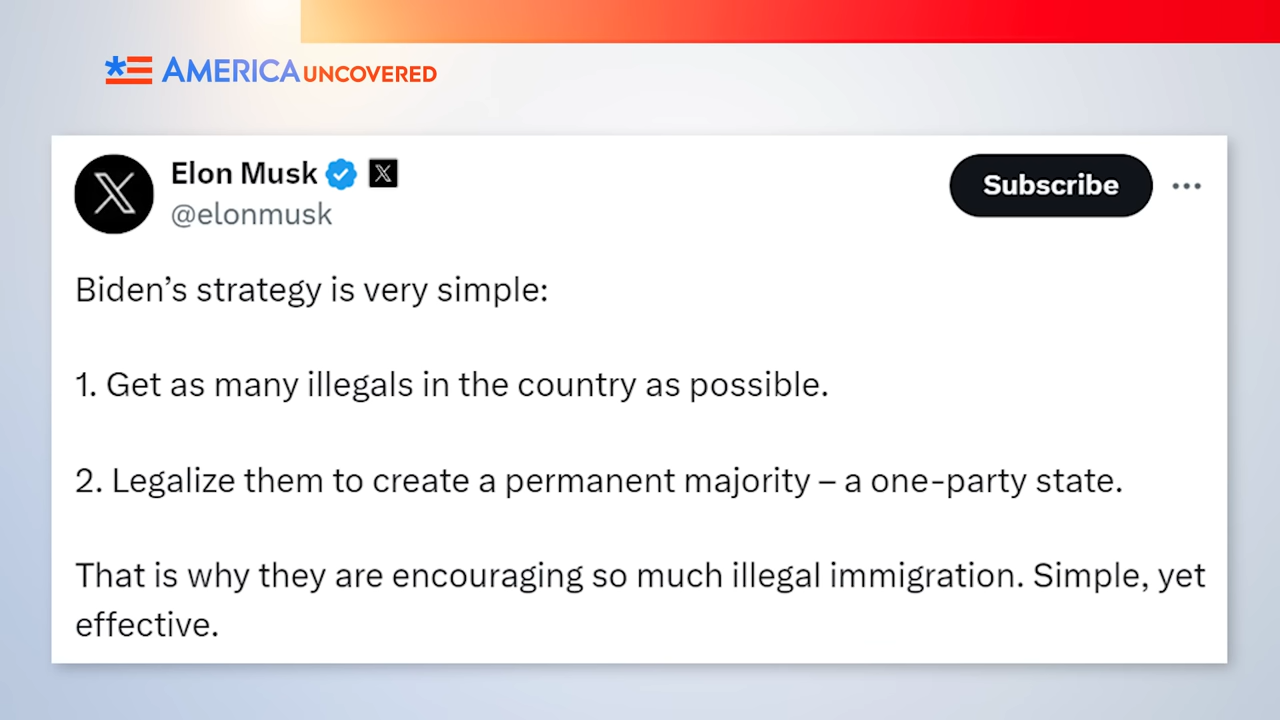 AMERICA UNCOVERED
Elon Musk
@elonmusk
Subscribe
Biden’s strategy is very simple:
1. Get as many illegals in the country as possible.
2. Legalize them to create a permanent majority – a one-party state.
That is why they are encouraging so much illegal immigration. Simple, yet
effective.